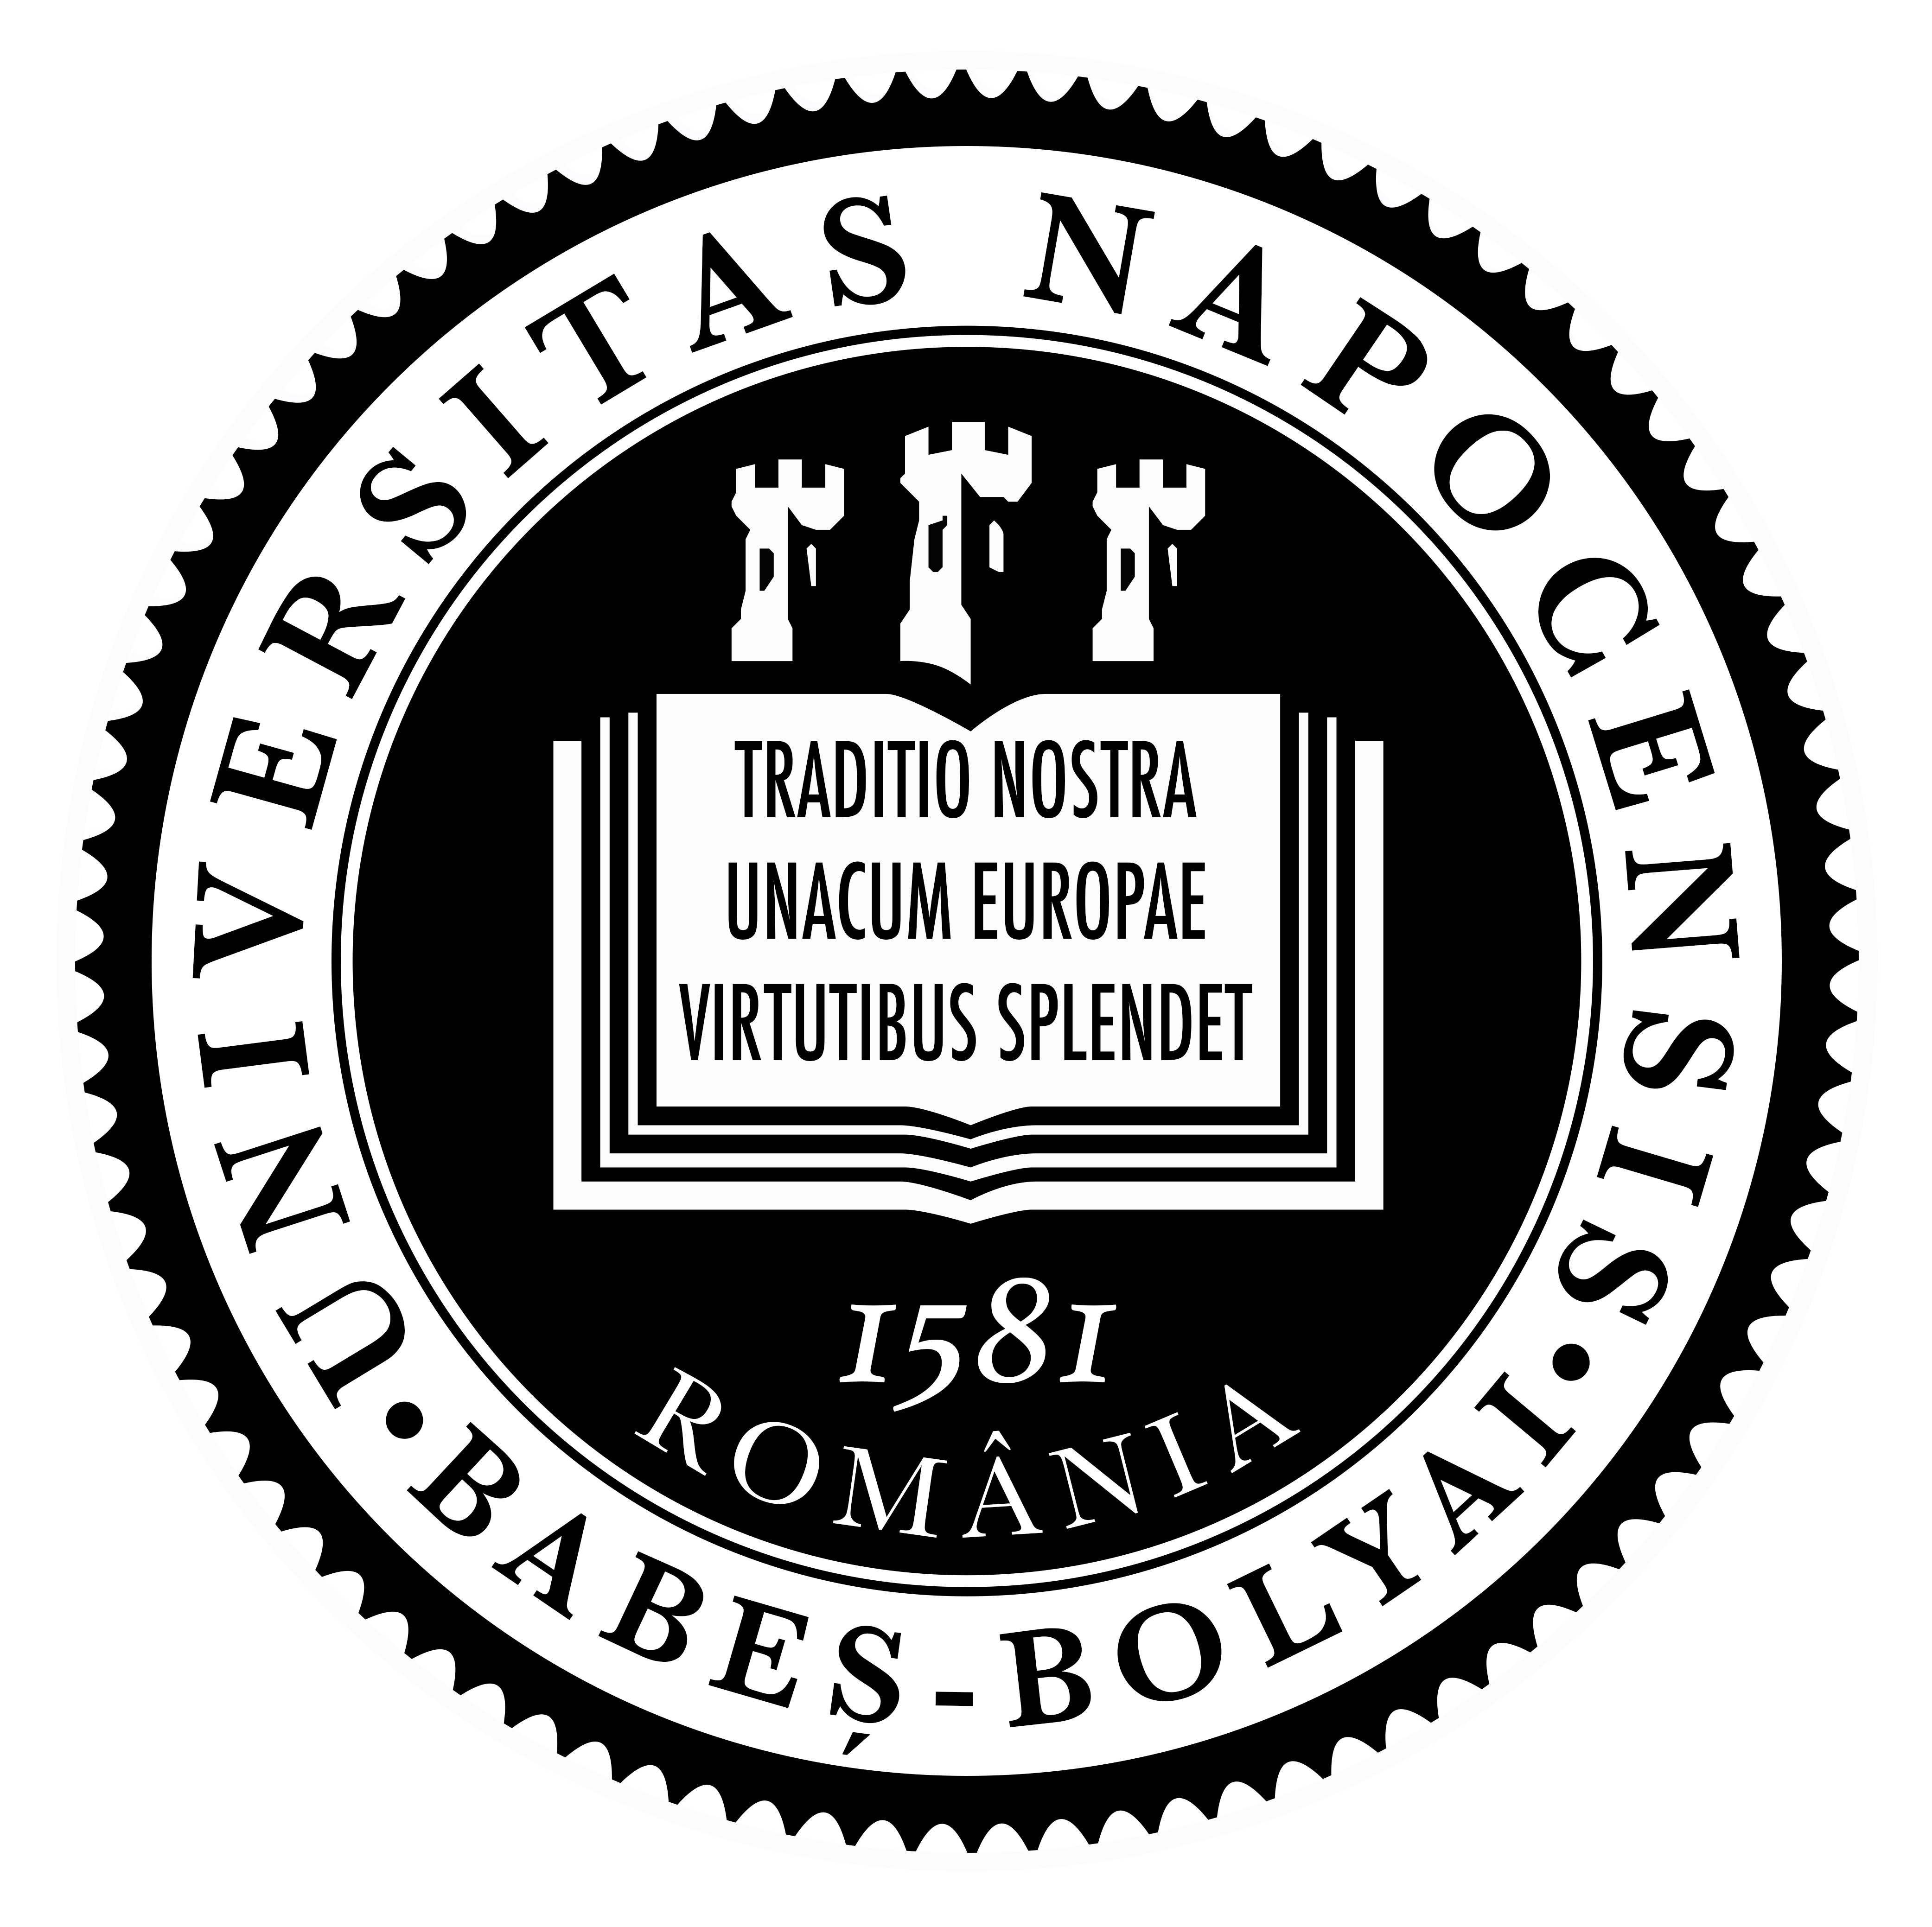 UNIVERSITAS NAPOCENSIS • BABEȘ-BOLYAI •
TRADITIO NOSTRA
UNACUM EUROPAE
VIRTUTIBUS SPLENDET
1581
ROMÂNIA